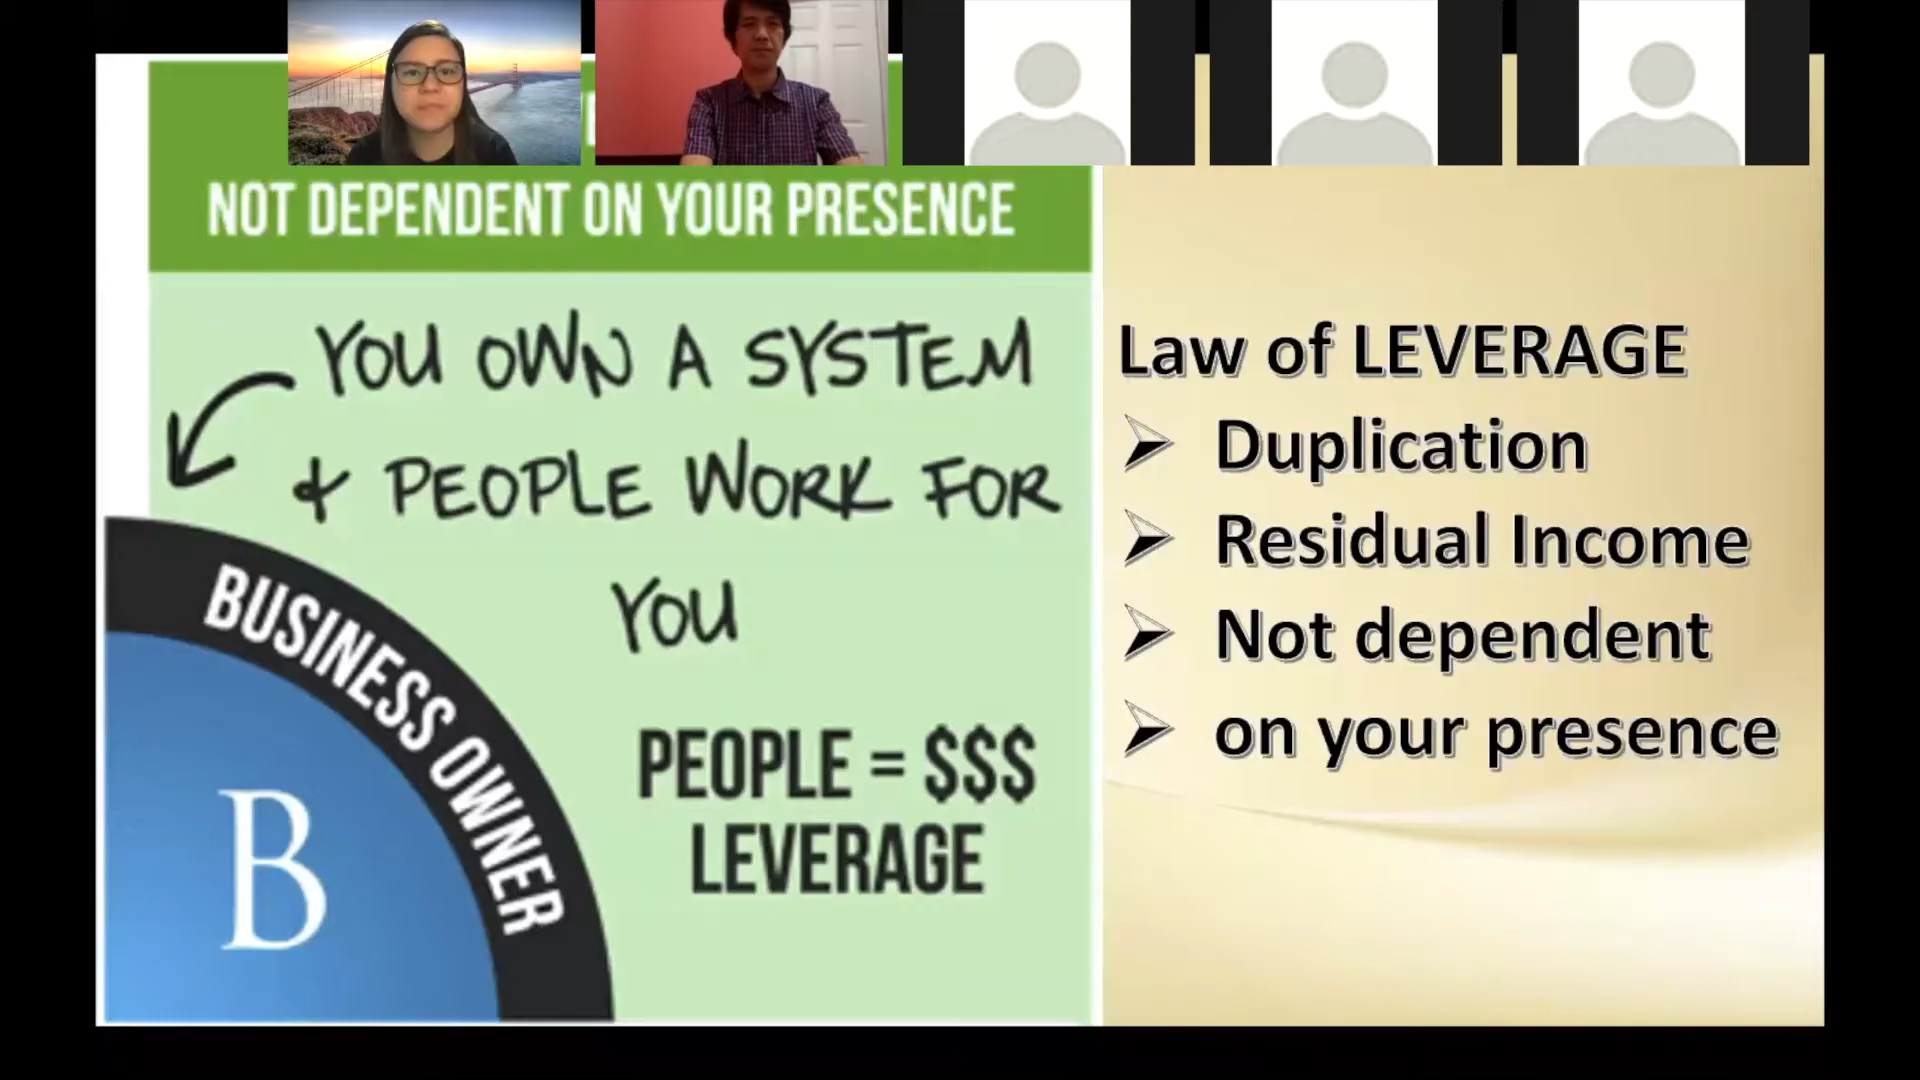 NOT DEPENDENT ON YOUR PRESENCE
YOU OWN A SYSTEM
& PEOPLE WORK FOR
YOU
BUSINESS OWNER
B
PEOPLE = $$$
LEVERAGE
Law of LEVERAGE
➢ Duplication
➢ Residual Income
➢ Not dependent
➢ on your presence